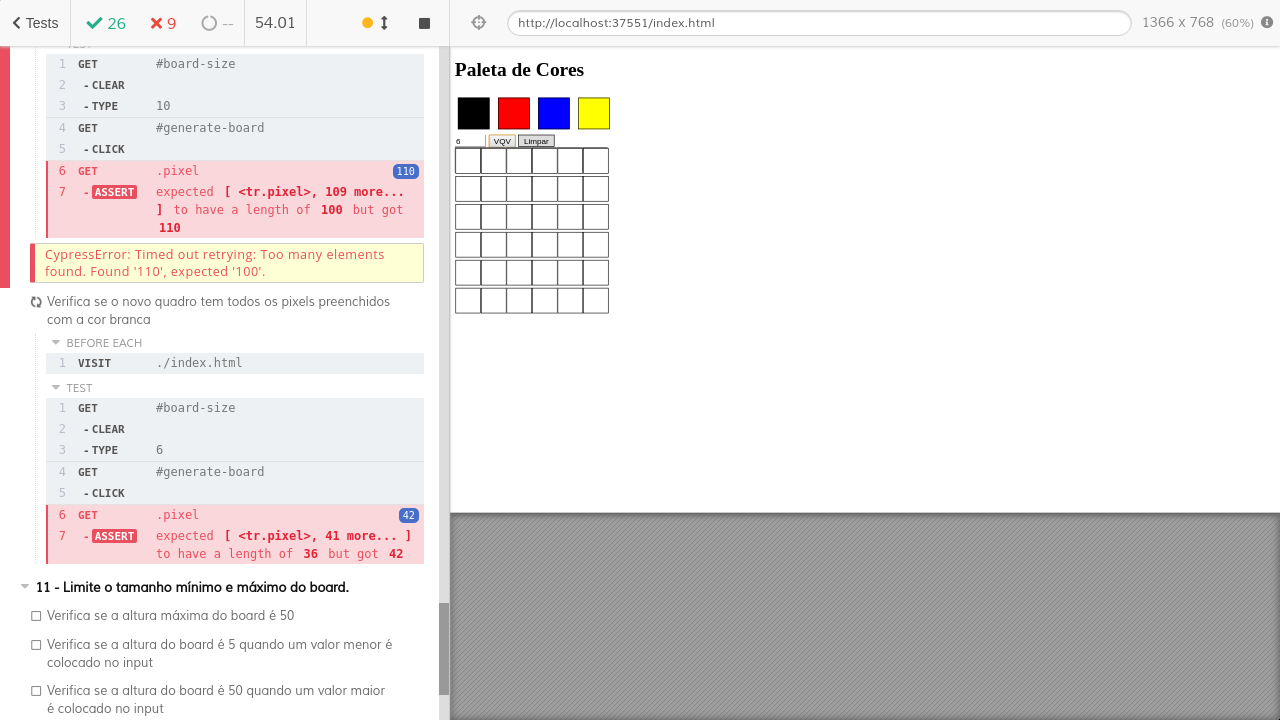 Tests 26 9 -- 54.01
http://localhost:37551/index.html 1366 x 768 (60%)
TEST
1 GET #board-size
2 - CLEAR
3 - TYPE 10
4 GET #generate-board
5 - CLICK
6 GET .pixel 110
7 - ASSERT expected [ <tr.pixel>, 109 more...
] to have a length of 100 but got
110
CypressError: Timed out retrying: Too many elements
found. Found '110', expected '100'.
Verifica se o novo quadro tem todos os pixels preenchidos
com a cor branca
BEFORE EACH
1 VISIT ./index.html
TEST
1 GET #board-size
2 - CLEAR
3 - TYPE 6
4 GET #generate-board
5 - CLICK
6 GET .pixel 42
7 - ASSERT expected [ <tr.pixel>, 41 more... ]
to have a length of 36 but got 42
11 - Limite o tamanho mínimo e máximo do board.
Verifica se a altura máxima do board é 50
Verifica se a altura do board é 5 quando um valor menor é
colocado no input
Verifica se a altura do board é 50 quando um valor maior
é colocado no input
Paleta de Cores
6 VQV Limpar